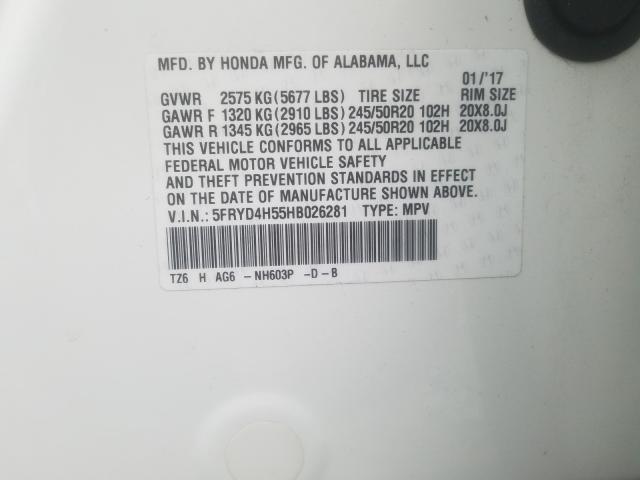 MFD. BY HONDA MFG. OF ALABAMA, LLC
01/'17
GVWR 2575 KG (5677 LBS) TIRE SIZE RIM SIZE
GAWR F 1320 KG (2910 LBS) 245/50R20 102H 20X8.0J
GAWR R 1345 KG (2965 LBS) 245/50R20 102H 20X8.0J
THIS VEHICLE CONFORMS TO ALL APPLICABLE
FEDERAL MOTOR VEHICLE SAFETY
AND THEFT PREVENTION STANDARDS IN EFFECT
ON THE DATE OF MANUFACTURE SHOWN ABOVE.
V.I.N.: 5FRYD4H55HB026281 TYPE: MPV
TZ6 H AG6 - NH603P - D - B